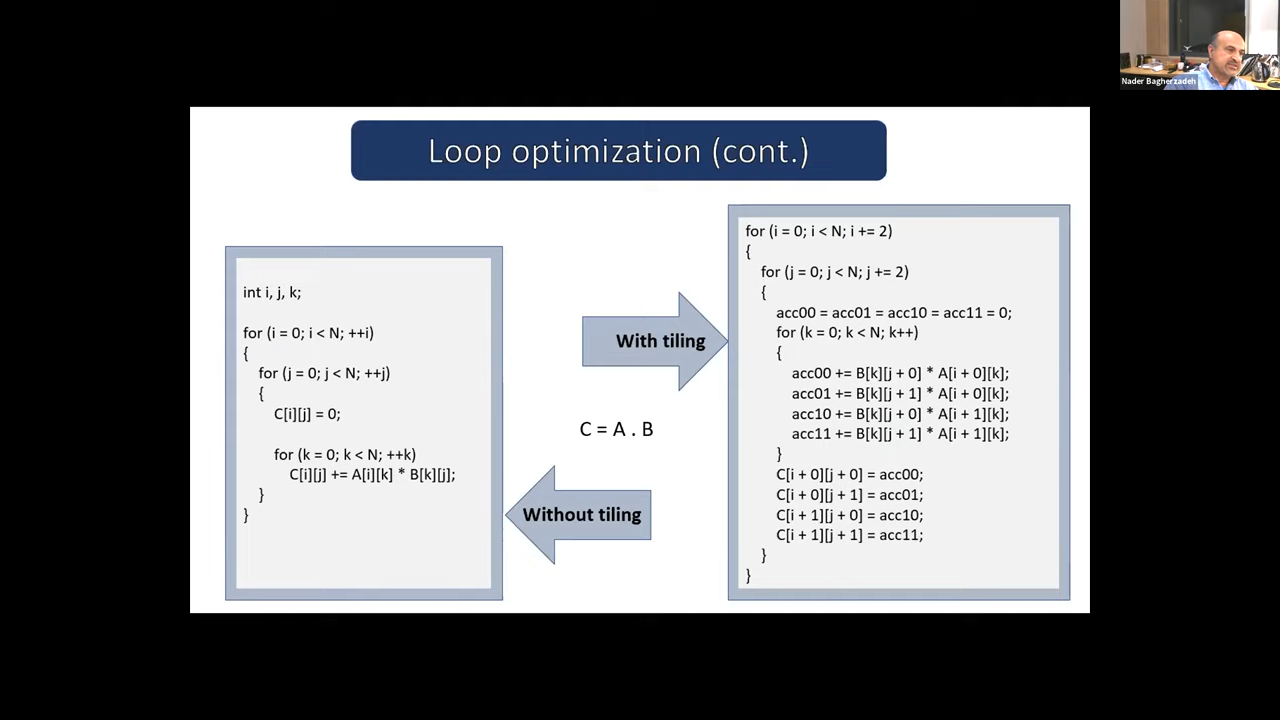 Nader Bagherzadeh
Loop optimization (cont.)
int i, j, k;
for (i = 0; i < N; ++i)
{
for (j = 0; j < N; ++j)
{
C[i][j] = 0;
for (k = 0; k < N; ++k)
C[i][j] += A[i][k] * B[k][j];
}
}
With tiling
C = A . B
Without tiling
for (i = 0; i < N; i += 2)
{
for (j = 0; j < N; j += 2)
{
acc00 = acc01 = acc10 = acc11 = 0;
for (k = 0; k < N; k++)
{
acc00 += B[k][j + 0] * A[i + 0][k];
acc01 += B[k][j + 1] * A[i + 0][k];
acc10 += B[k][j + 0] * A[i + 1][k];
acc11 += B[k][j + 1] * A[i + 1][k];
}
C[i + 0][j + 0] = acc00;
C[i + 0][j + 1] = acc01;
C[i + 1][j + 0] = acc10;
C[i + 1][j + 1] = acc11;
}
}